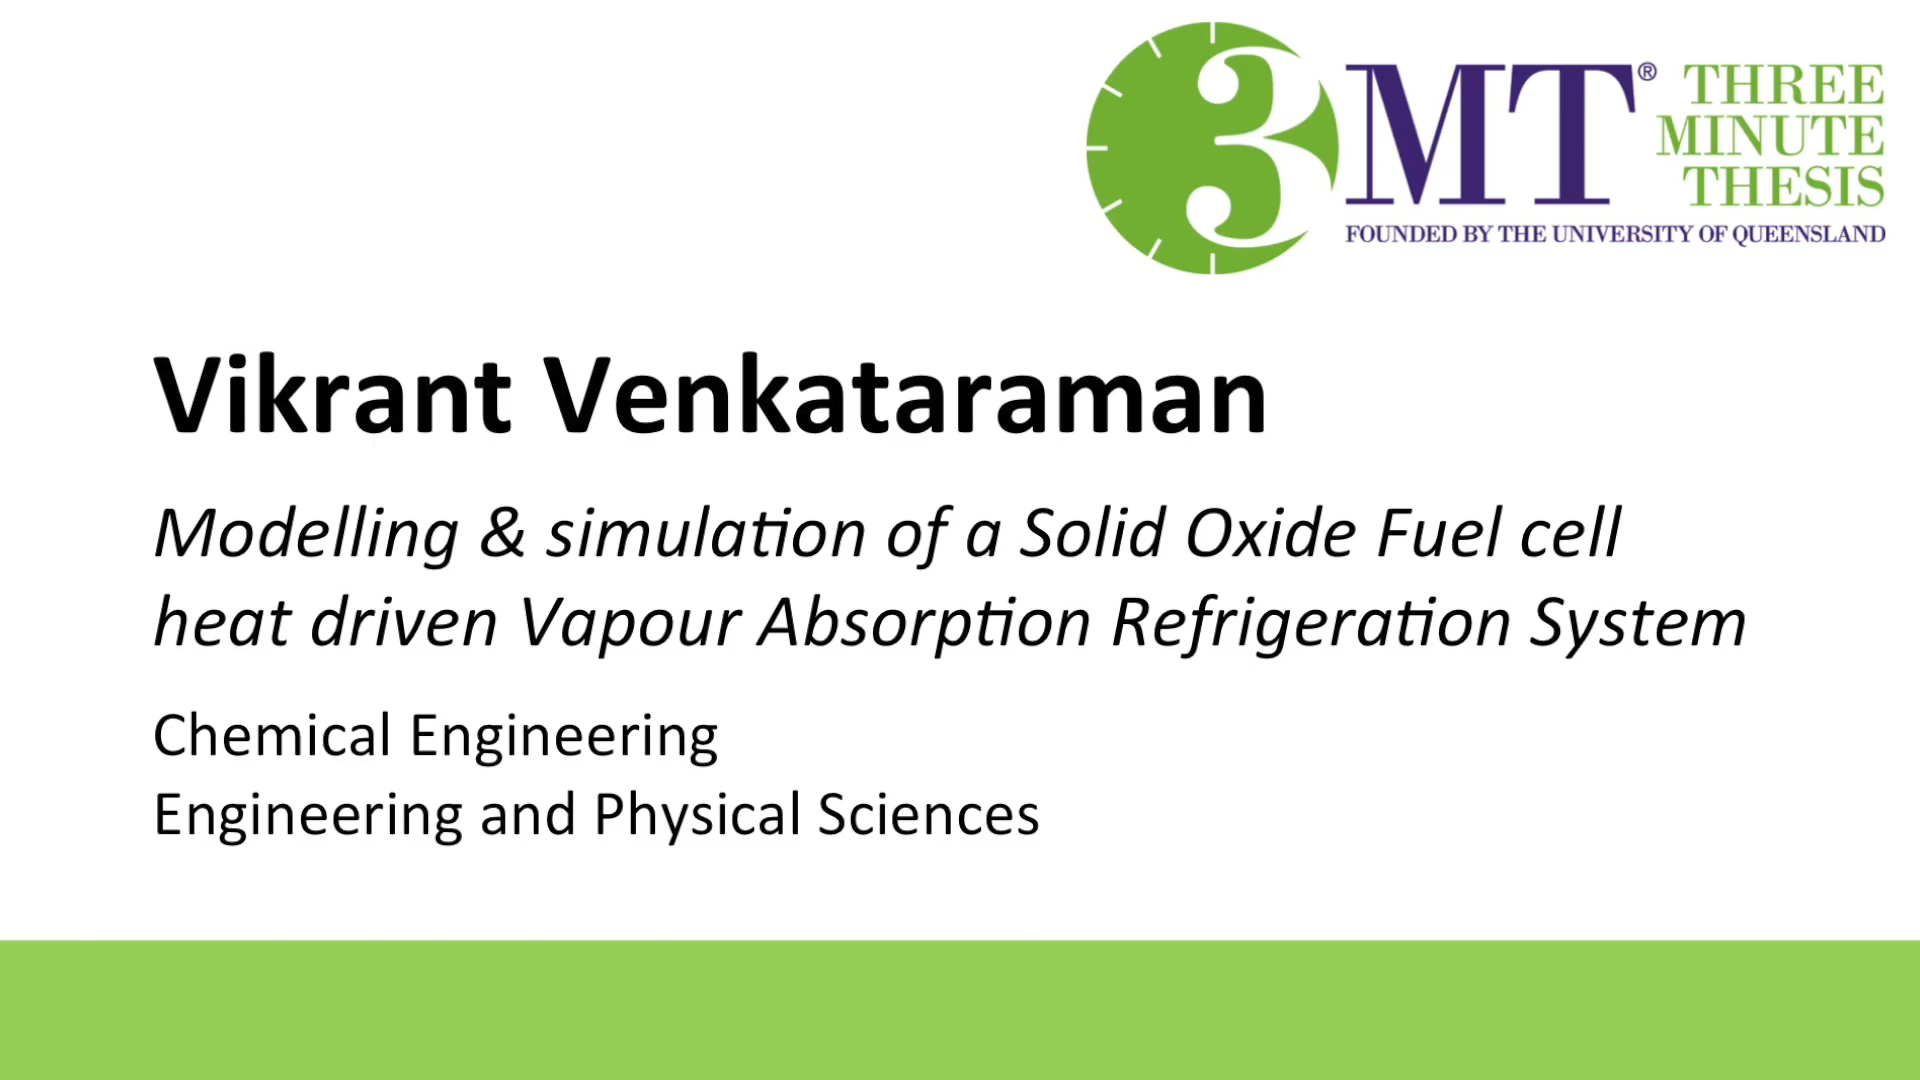 3MT® THREE
MINUTE
THESIS
FOUNDED BY THE UNIVERSITY OF QUEENSLAND
Vikrant Venkataraman
Modelling & simulation of a Solid Oxide Fuel cell
heat driven Vapour Absorption Refrigeration System
Chemical Engineering
Engineering and Physical Sciences